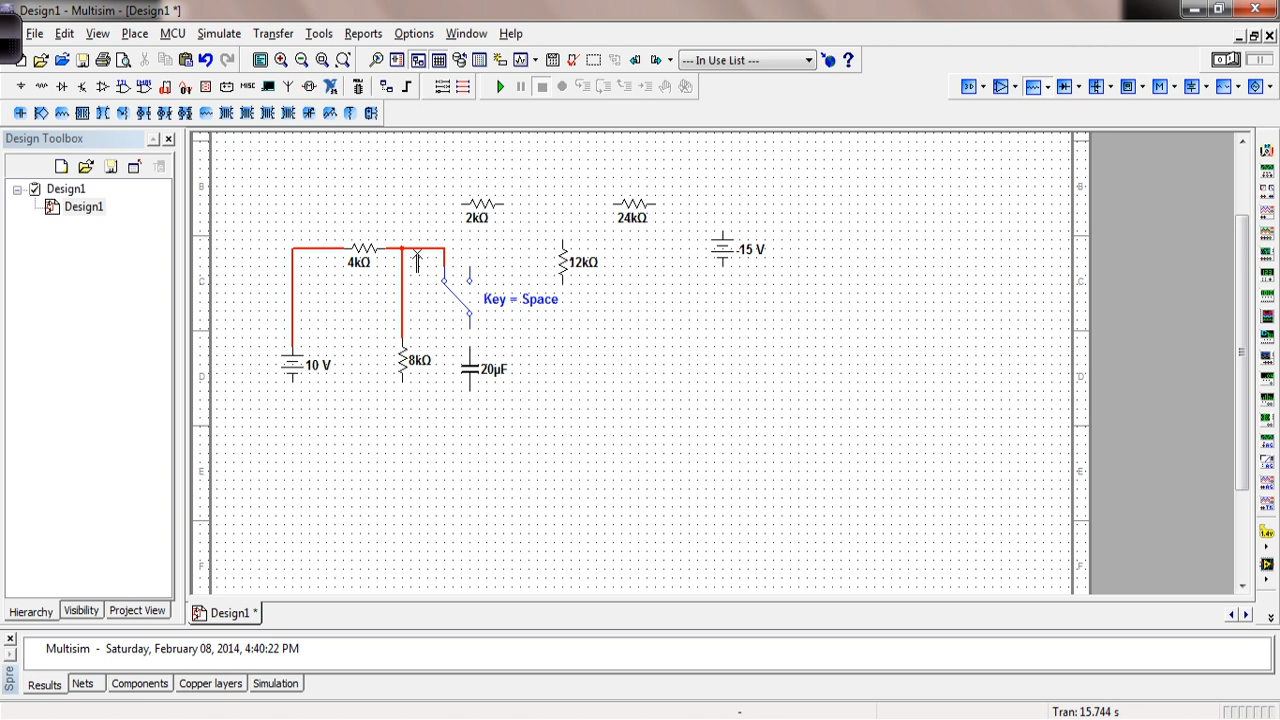 Design1 - Multisim - [Design1 *]
File Edit View Place MCU Simulate Transfer Tools Reports Options Window Help
--- In Use List ---
MISC
Design Toolbox
Design1
Design1
B
B
2kΩ
24kΩ
4kΩ
12kΩ
-15 V
C
C
Key = Space
10 V
8kΩ
20µF
D
D
E
E
F
F
Hierarchy Visibility Project View
Design1 *
Multisim - Saturday, February 08, 2014, 4:40:22 PM
Spre
Results Nets Components Copper layers Simulation
- Tran: 15.744 s